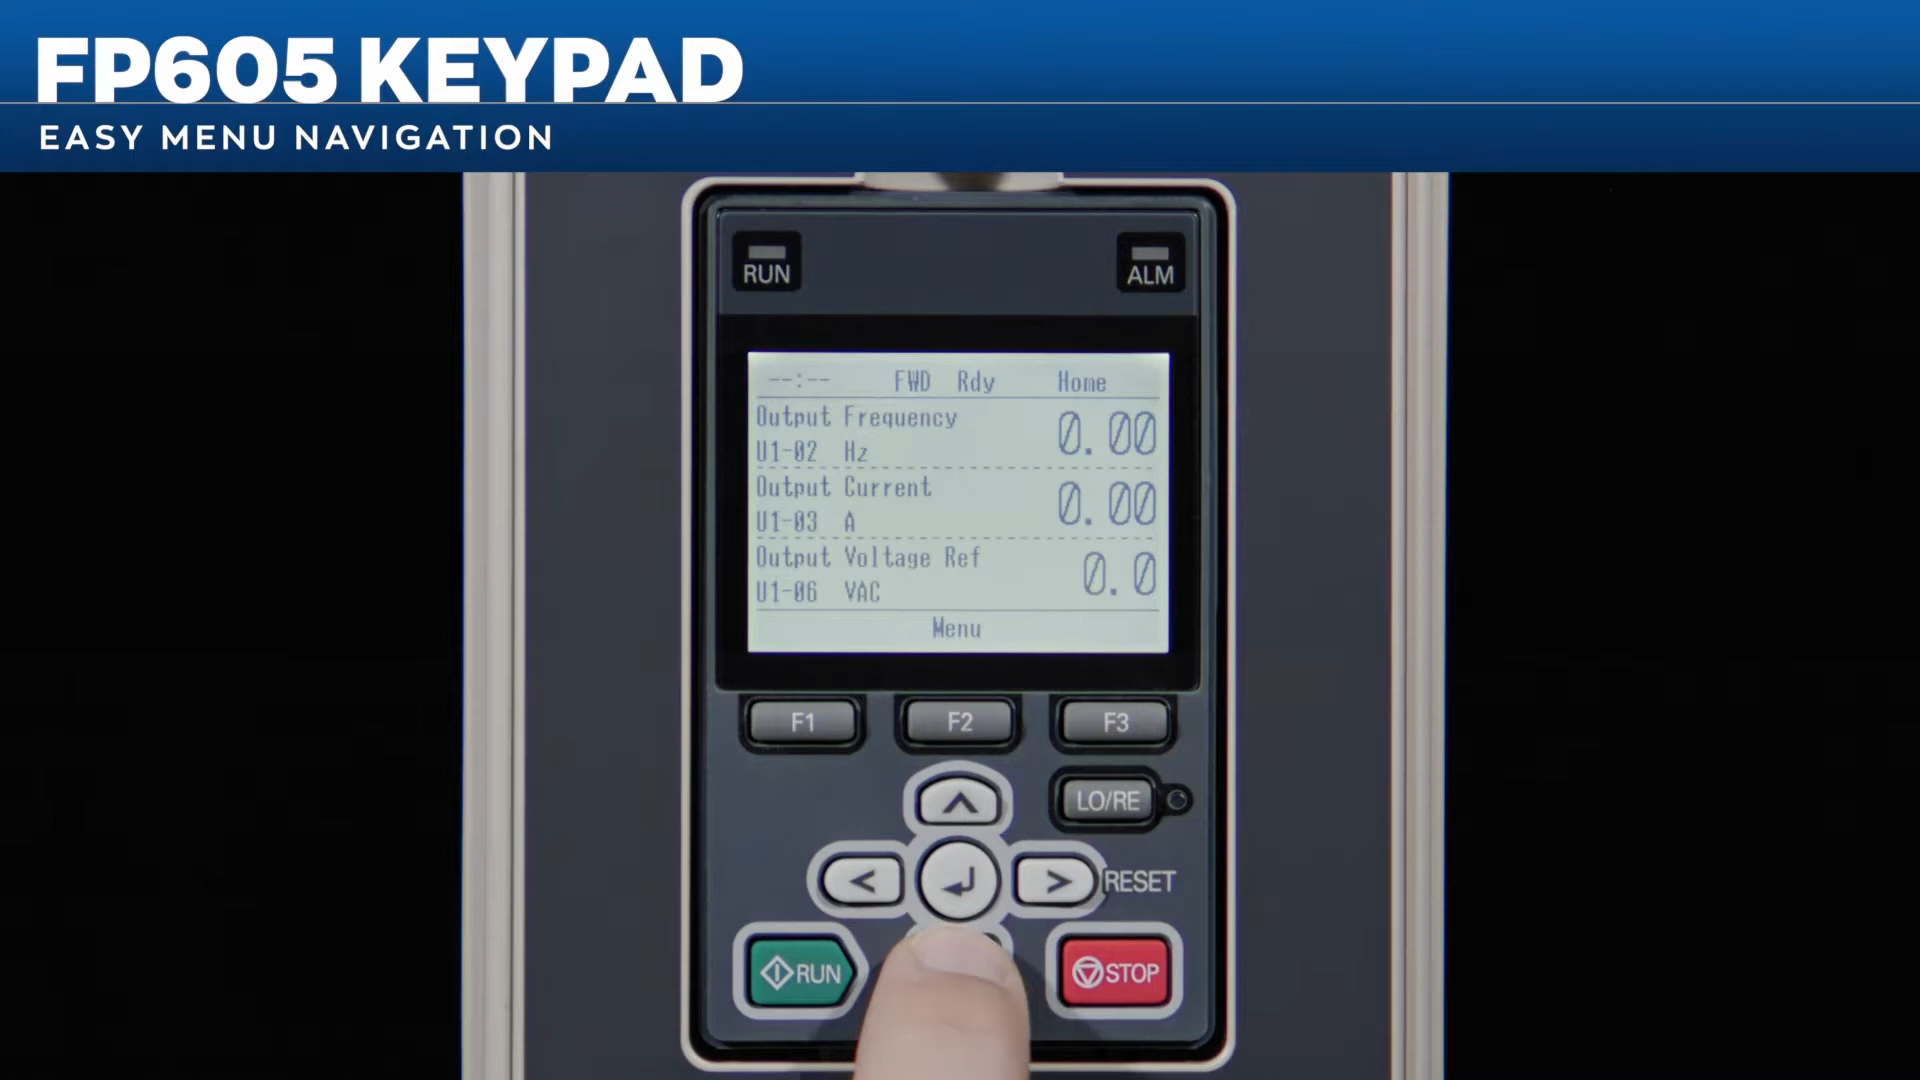 FP605 KEYPAD
EASY MENU NAVIGATION
RUN
ALM
--:-- FWD Rdy Home
Output Frequency
U1-02 Hz 0.00
Output Current
U1-03 A 0.00
Output Voltage Ref
U1-06 VAC 0.0
Menu
F1 F2 F3
LO/RE
RESET
RUN
STOP